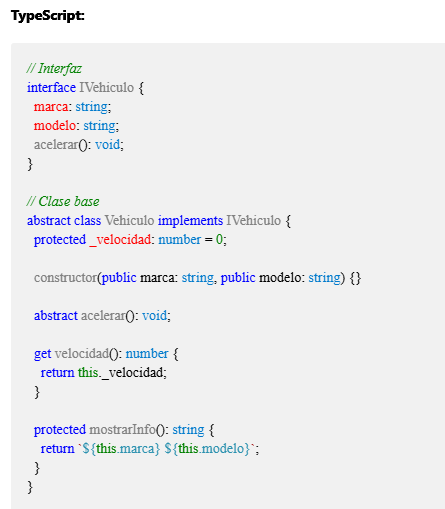 TypeScript:
// Interfaz
interface IVehiculo {
marca: string;
modelo: string;
acelerar(): void;
}
// Clase base
abstract class Vehiculo implements IVehiculo {
protected _velocidad: number = 0;
constructor(public marca: string, public modelo: string) {}
abstract acelerar(): void;
get velocidad(): number {
return this._velocidad;
}
protected mostrarInfo(): string {
return `${this.marca} ${this.modelo}`;
}
}